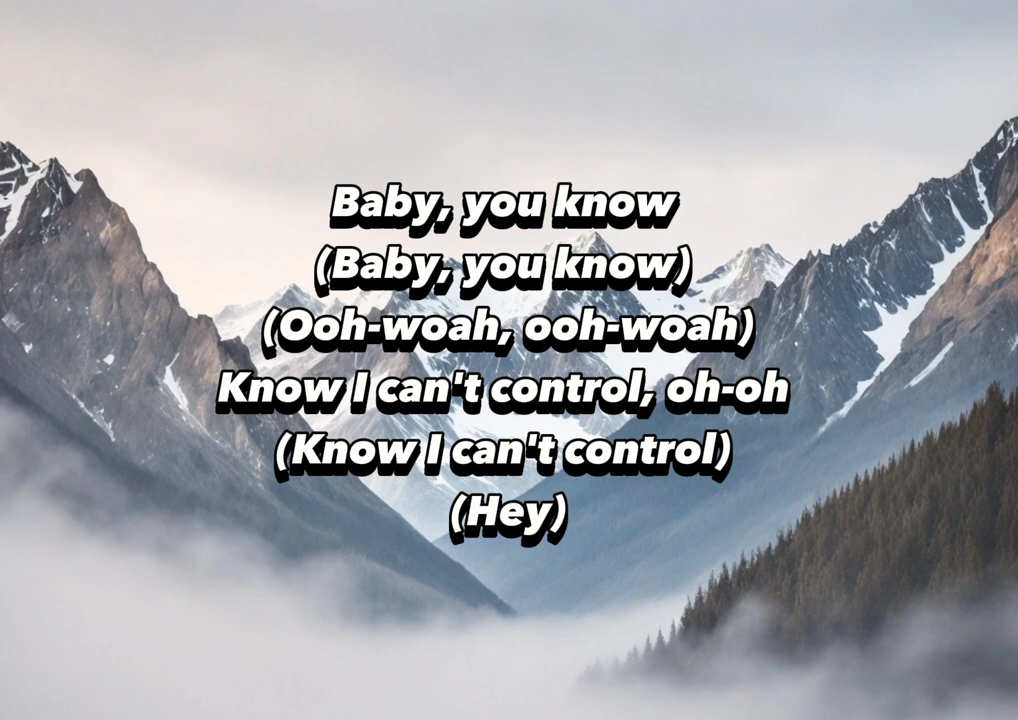 Baby, you know
(Baby, you know)
(Ooh-woah, ooh-woah)
Know I can't control, oh-oh
(Know I can't control)
(Hey)